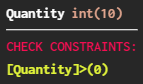 Quantity int(10)
CHECK CONSTRAINTS:
[Quantity]>(0)